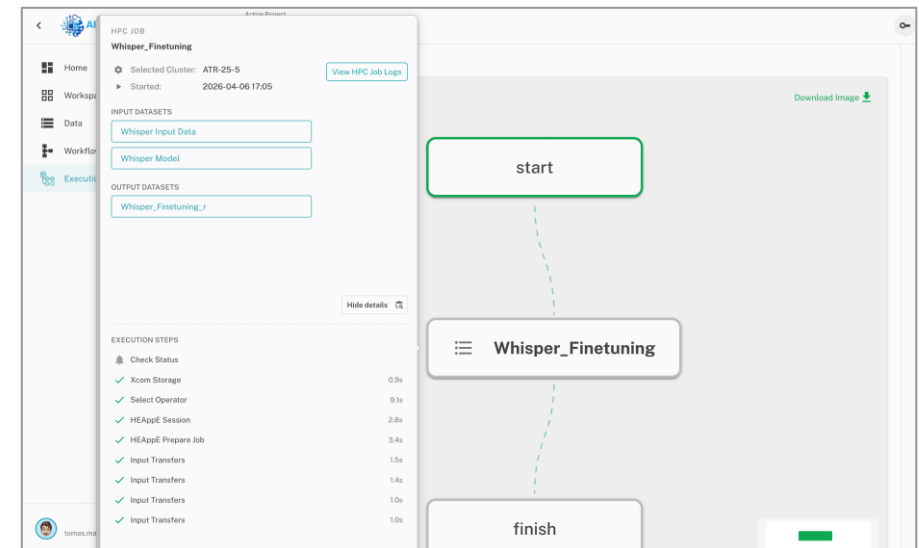 Active Project
HPC JOB
Whisper_Finetuning
Selected Cluster: ATR-25-5
View HPC Job Logs
Started: 2026-04-06 17:05
Home
Data
INPUT DATASETS
Whisper Input Data
Whisper Model
OUTPUT DATASETS
Whisper_Finetuning_r
Hide details
EXECUTION STEPS
Check Status
Xcom Storage 0.9s
Select Operator 9.1s
HEAppE Session 2.8s
HEAppE Prepare Job 3.4s
Input Transfers 1.5s
Input Transfers 1.4s
Input Transfers 1.0s
Input Transfers 1.0s
Download Image
start
Whisper_Finetuning
finish